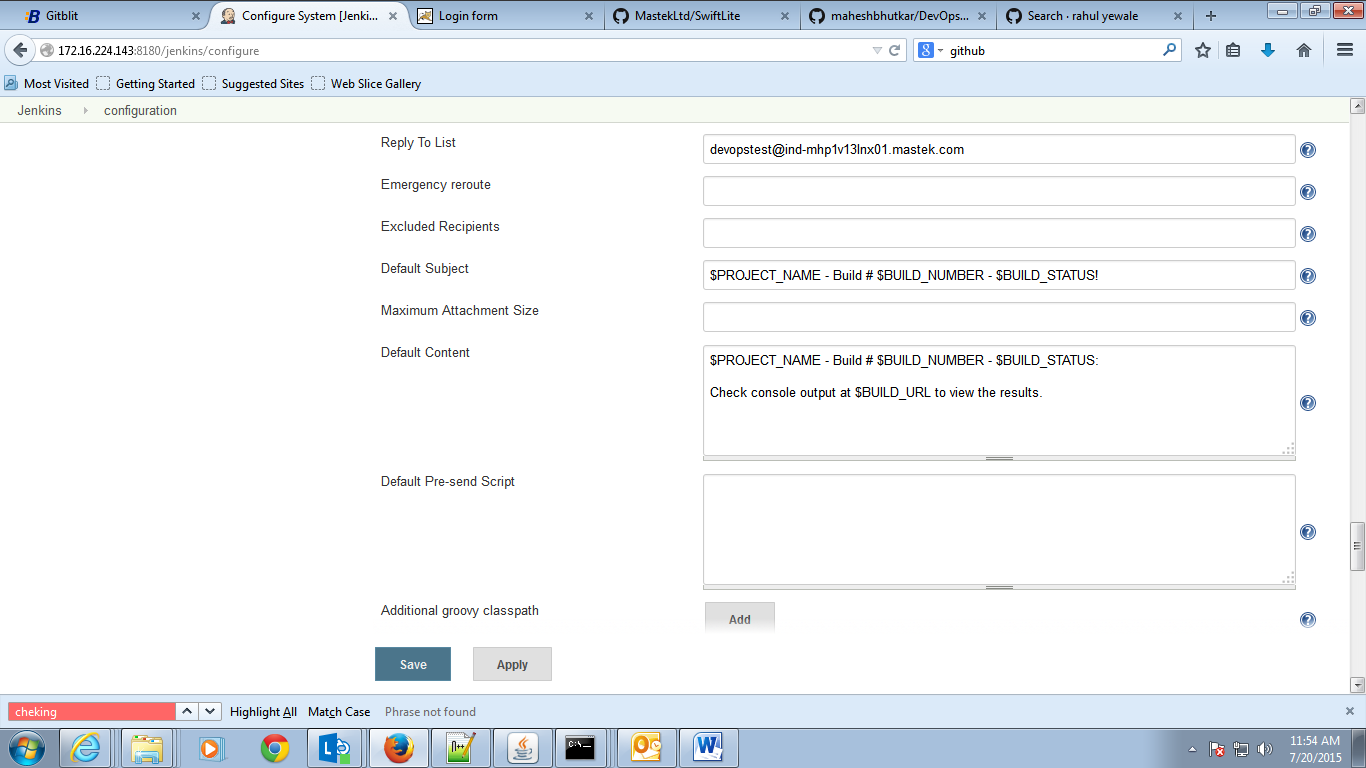 Gitblit
Configure System [Jenki...
Login form
MastekLtd/SwiftLite
maheshbhutkar/DevOps...
Search · rahul yewale
172.16.224.143:8180/jenkins/configure
8
github
Most Visited
Getting Started
Suggested Sites
Web Slice Gallery
Jenkins
configuration
Reply To List
devopstest@ind-mhp1v13lnx01.mastek.com
Emergency reroute
Excluded Recipients
Default Subject
$PROJECT_NAME - Build # $BUILD_NUMBER - $BUILD_STATUS!
Maximum Attachment Size
Default Content
$PROJECT_NAME - Build # $BUILD_NUMBER - $BUILD_STATUS:
Check console output at $BUILD_URL to view the results.
Default Pre-send Script
Additional groovy classpath
Add
Save
Apply
cheking
Highlight All
Match Case
Phrase not found
11:54 AM
7/20/2015